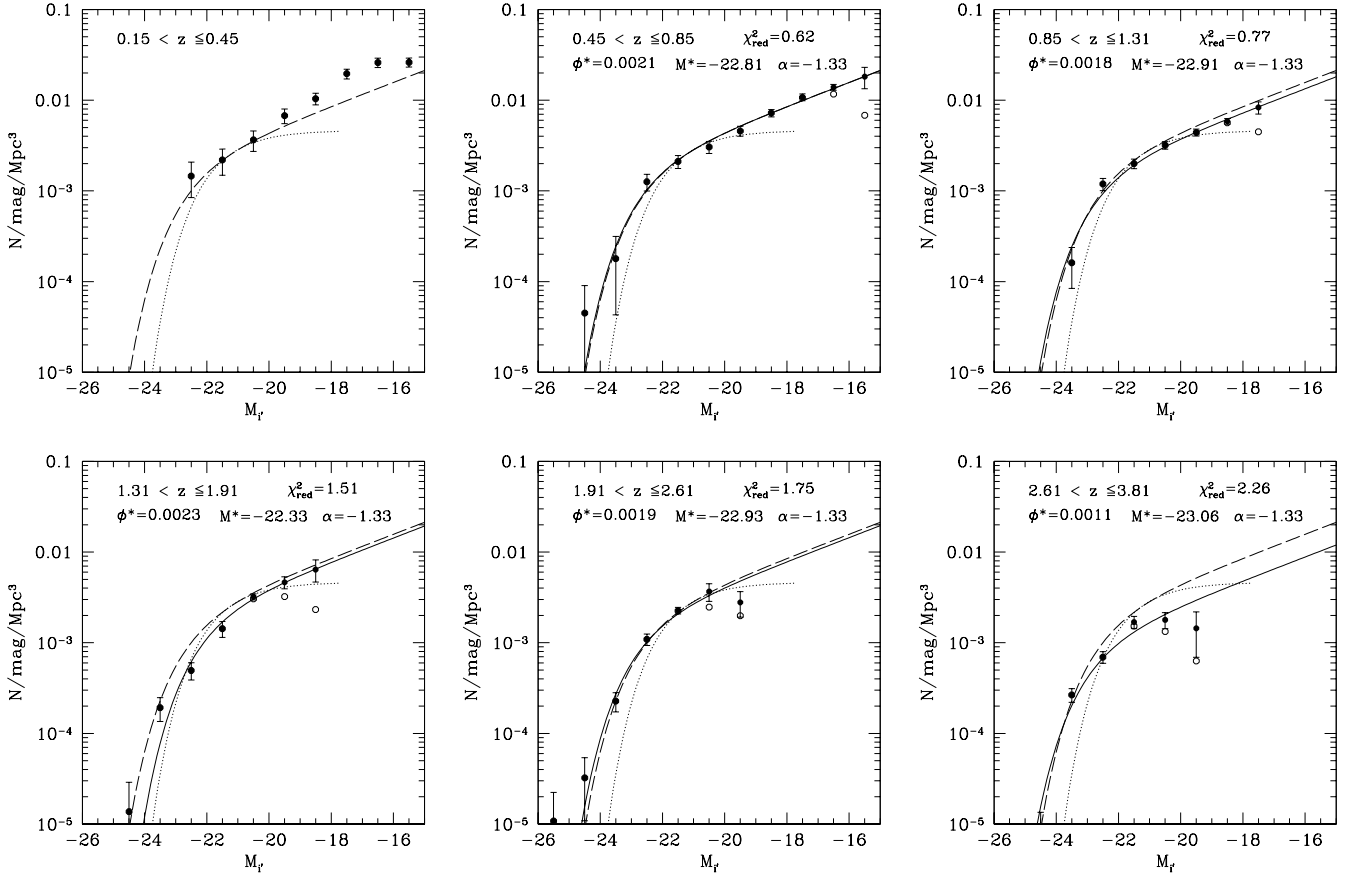 0.15 < z ≤0.45
N/mag/Mpc³
0.1
0.01
10⁻³
10⁻⁴
10⁻⁵
−26 −24 −22 −20 −18 −16
M_i'
0.45 < z ≤0.85 χ²_red=0.62
ϕ*=0.0021 M*=−22.81 α=−1.33
N/mag/Mpc³
0.1
0.01
10⁻³
10⁻⁴
10⁻⁵
−26 −24 −22 −20 −18 −16
M_i'
0.85 < z ≤1.31 χ²_red=0.77
ϕ*=0.0018 M*=−22.91 α=−1.33
N/mag/Mpc³
0.1
0.01
10⁻³
10⁻⁴
10⁻⁵
−26 −24 −22 −20 −18 −16
M_i'
1.31 < z ≤1.91 χ²_red=1.51
ϕ*=0.0023 M*=−22.33 α=−1.33
N/mag/Mpc³
0.1
0.01
10⁻³
10⁻⁴
10⁻⁵
−26 −24 −22 −20 −18 −16
M_i'
1.91 < z ≤2.61 χ²_red=1.75
ϕ*=0.0019 M*=−22.93 α=−1.33
N/mag/Mpc³
0.1
0.01
10⁻³
10⁻⁴
10⁻⁵
−26 −24 −22 −20 −18 −16
M_i'
2.61 < z ≤3.81 χ²_red=2.26
ϕ*=0.0011 M*=−23.06 α=−1.33
N/mag/Mpc³
0.1
0.01
10⁻³
10⁻⁴
10⁻⁵
−26 −24 −22 −20 −18 −16
M_i'